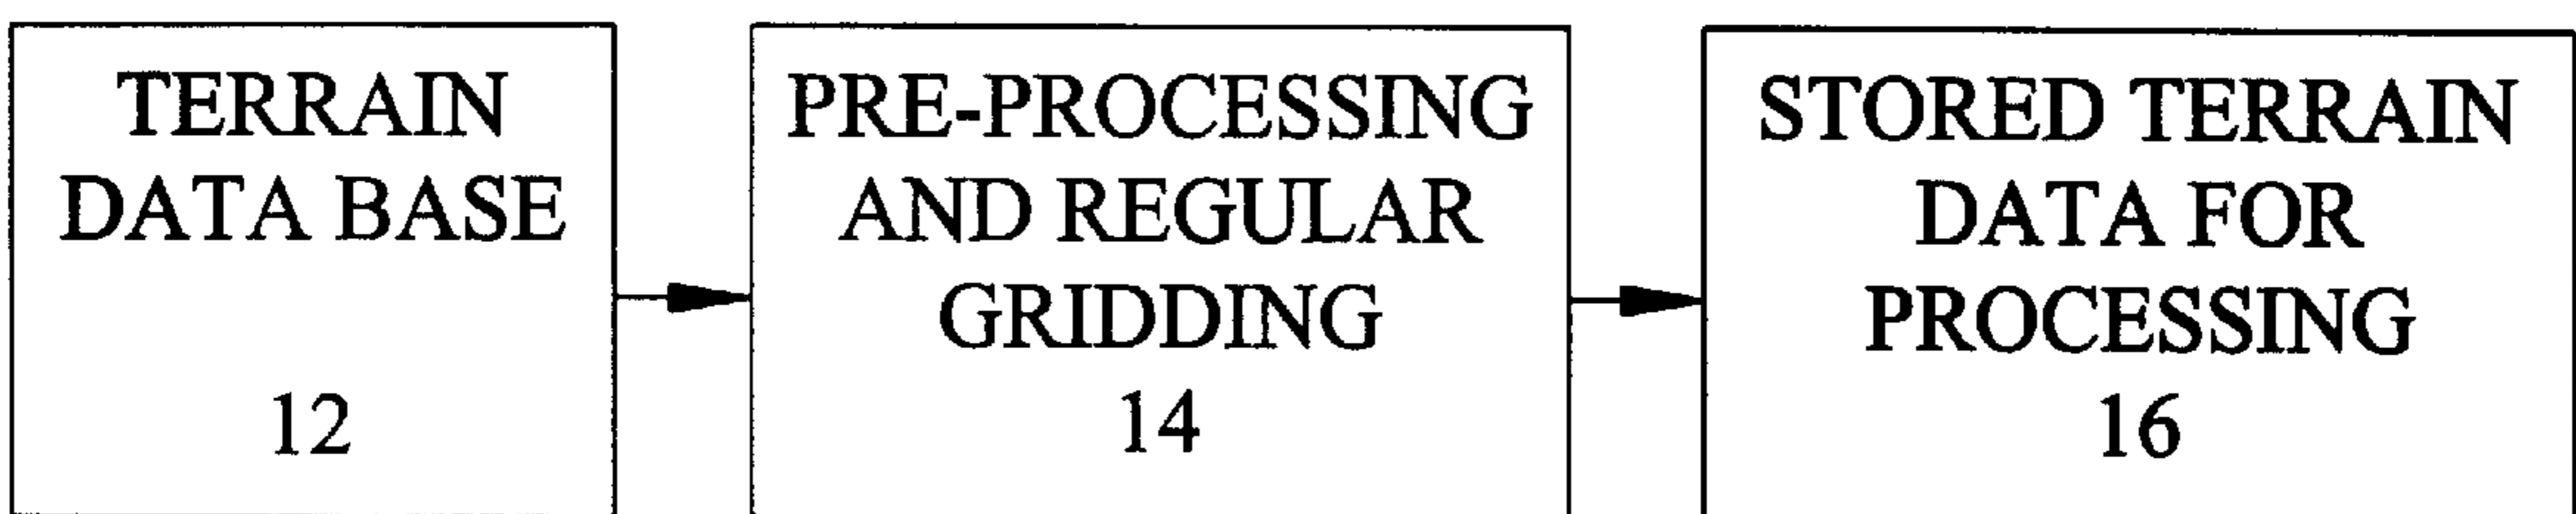 TERRAIN
DATA BASE
12
PRE-PROCESSING
AND REGULAR
GRIDDING
14
STORED TERRAIN
DATA FOR
PROCESSING
16